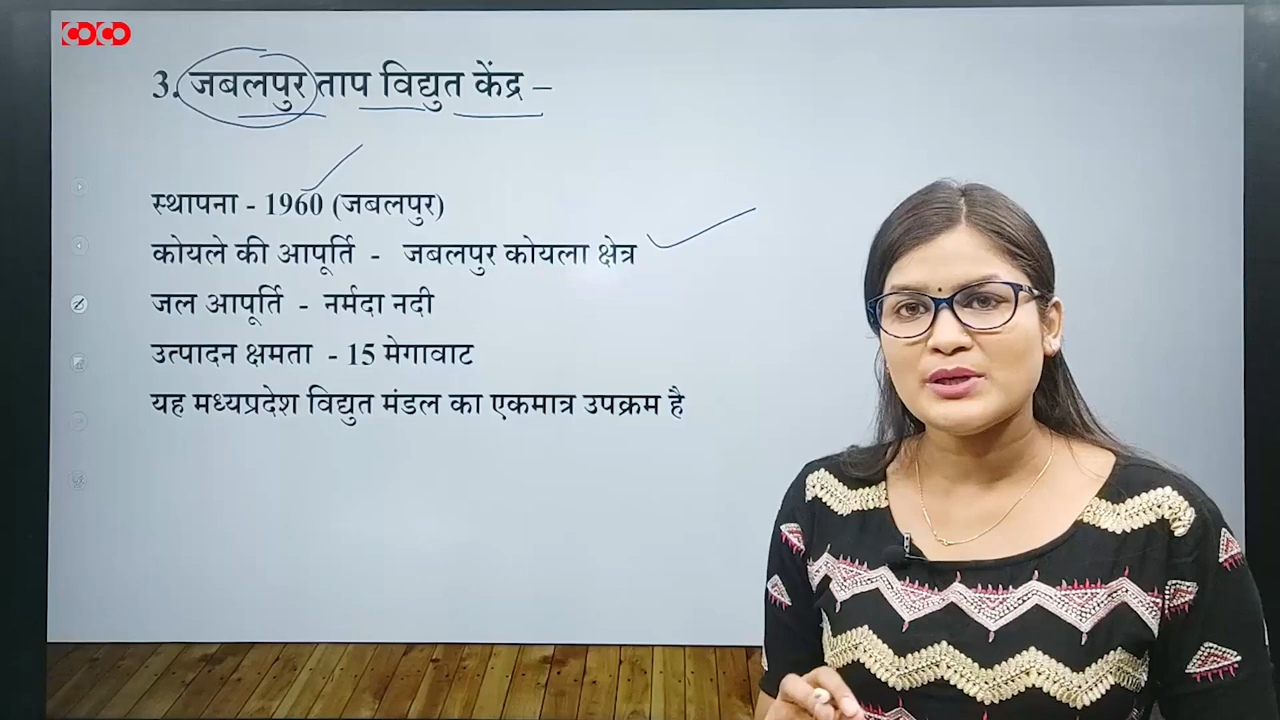 COCO
3. जबलपुर ताप विद्युत केंद्र –
स्थापना - 1960 (जबलपुर)
कोयले की आपूर्ति - जबलपुर कोयला क्षेत्र
जल आपूर्ति - नर्मदा नदी
उत्पादन क्षमता - 15 मेगावाट
यह मध्यप्रदेश विद्युत मंडल का एकमात्र उपक्रम है